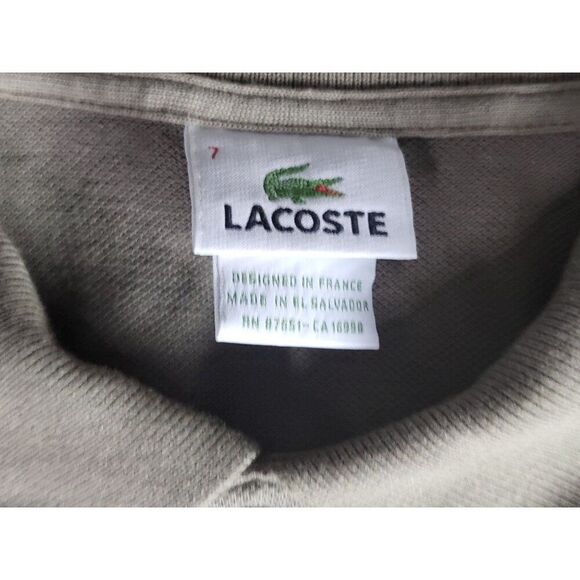 7
LACOSTE
DESIGNED IN FRANCE
MADE IN EL SALVADOR
RN 87651-CA 16998